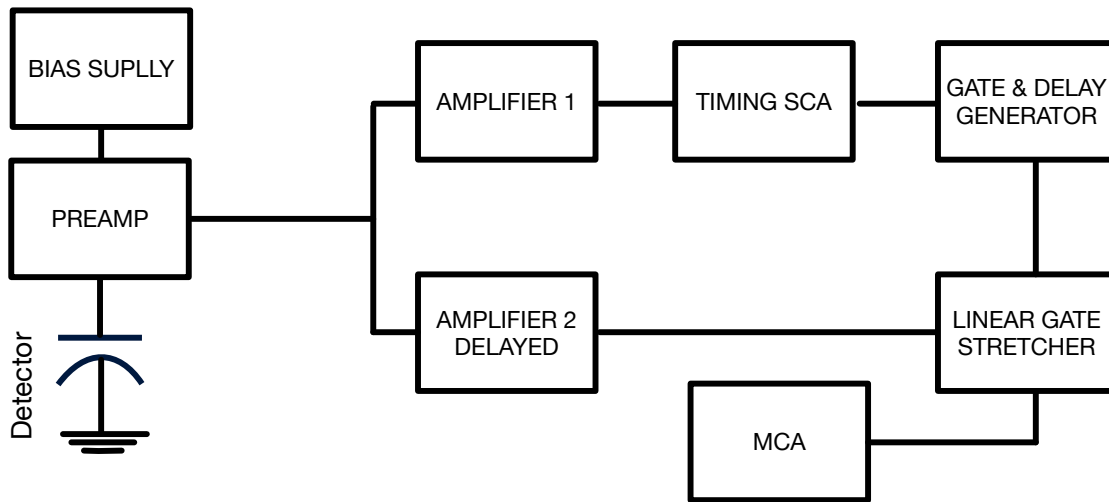 BIAS SUPLLY
PREAMP
Detector
AMPLIFIER 1
TIMING SCA
GATE & DELAY
GENERATOR
AMPLIFIER 2
DELAYED
LINEAR GATE
STRETCHER
MCA